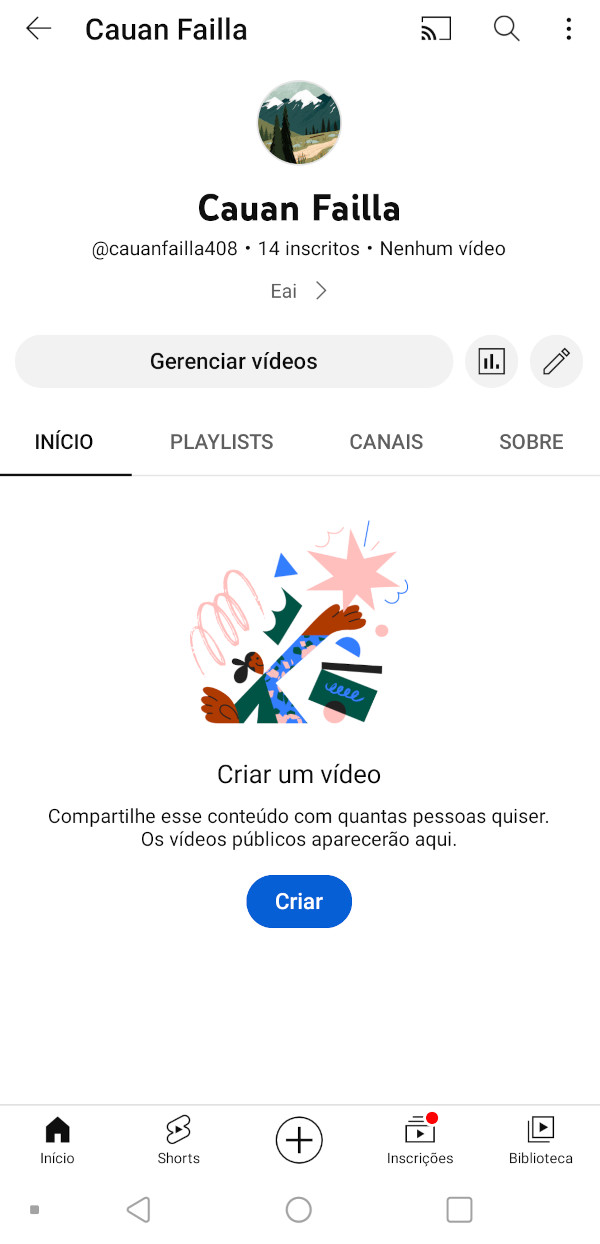 Cauan Failla
Cauan Failla
@cauanfailla408 • 14 inscritos • Nenhum vídeo
Eai
Gerenciar vídeos
INÍCIO PLAYLISTS CANAIS SOBRE
Criar um vídeo
Compartilhe esse conteúdo com quantas pessoas quiser.
Os vídeos públicos aparecerão aqui.
Criar
Início Shorts Inscrições Biblioteca